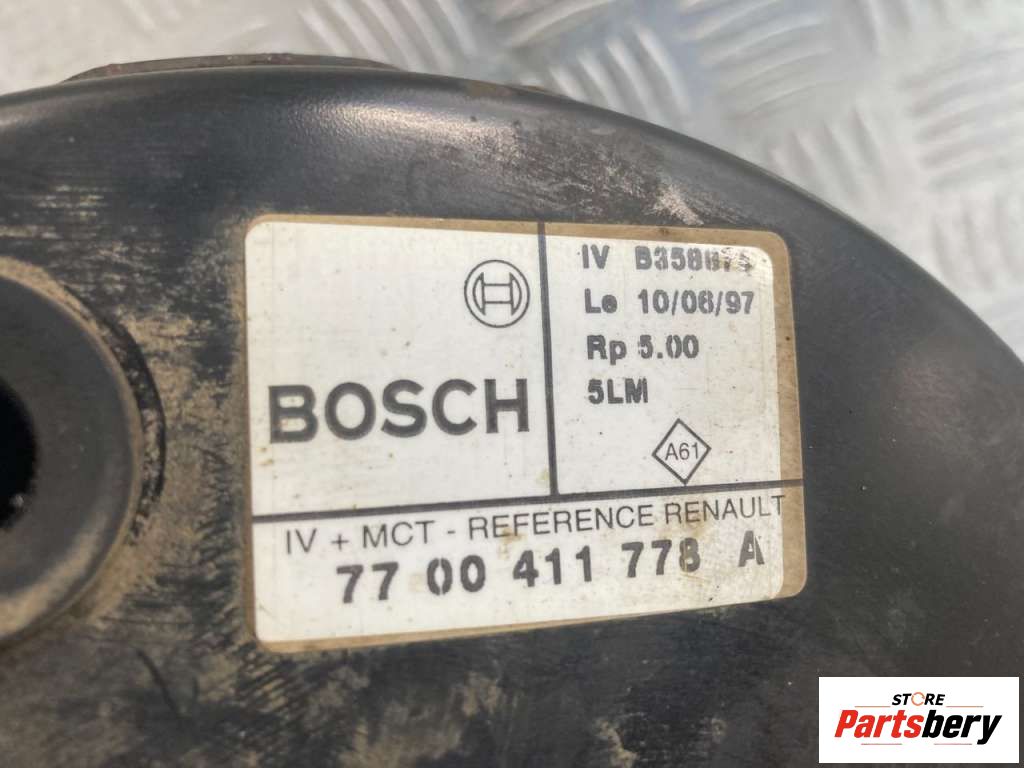 BOSCH
IV
Le 10/06/97
Rp 5.00
5LM
A61
IV + MCT - REFERENCE RENAULT
77 00 411 778 A
STORE
Partsbery